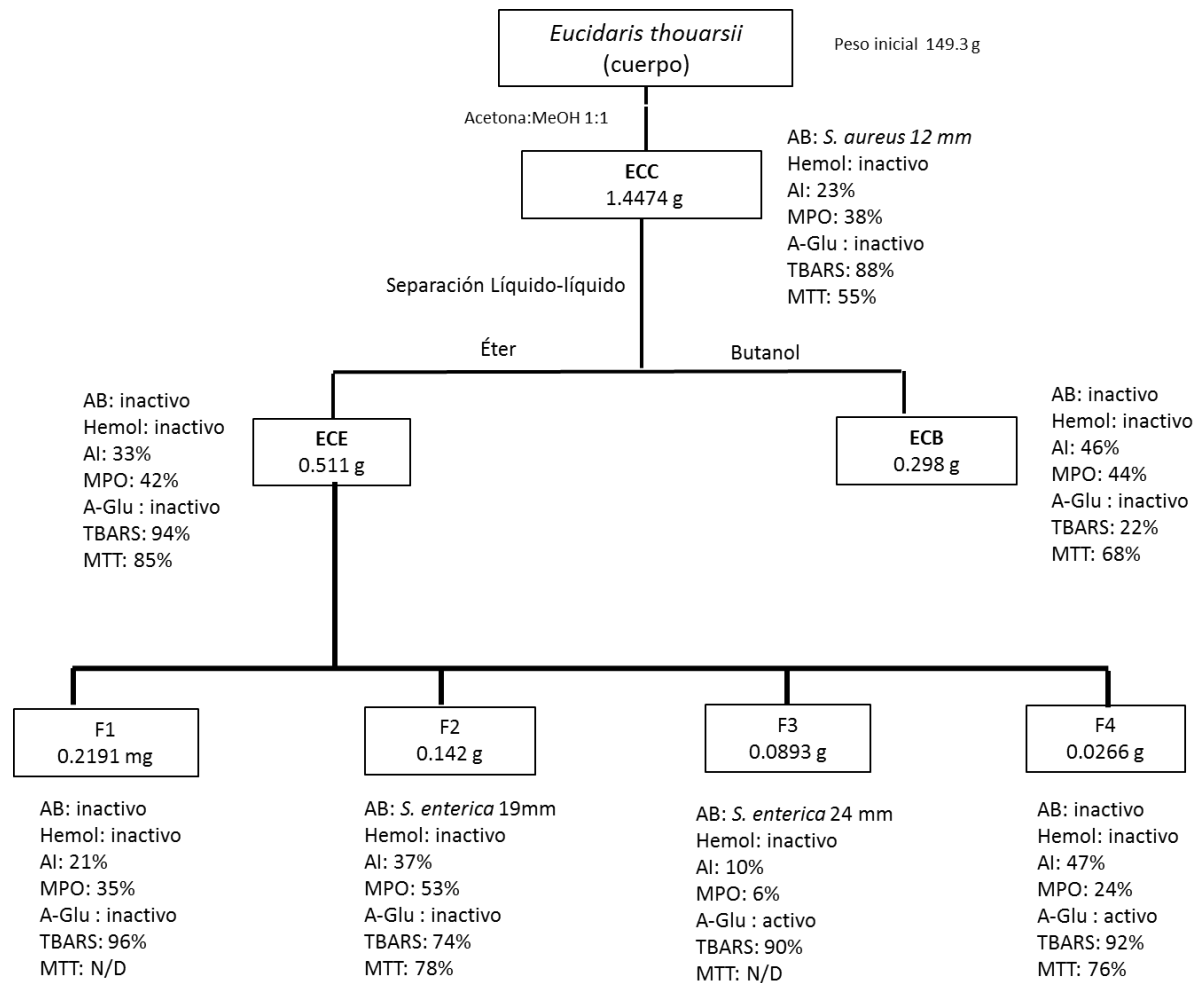 Eucidaris thouarsii
(cuerpo)
Peso inicial 149.3 g
Acetona:MeOH 1:1
ECC
1.4474 g
AB: S. aureus 12 mm
Hemol: inactivo
AI: 23%
MPO: 38%
A-Glu : inactivo
TBARS: 88%
MTT: 55%
Separación Líquido-líquido
Éter
Butanol
AB: inactivo
Hemol: inactivo
AI: 33%
MPO: 42%
A-Glu : inactivo
TBARS: 94%
MTT: 85%
ECE
0.511 g
ECB
0.298 g
AB: inactivo
Hemol: inactivo
AI: 46%
MPO: 44%
A-Glu : inactivo
TBARS: 22%
MTT: 68%
F1
0.2191 mg
AB: inactivo
Hemol: inactivo
AI: 21%
MPO: 35%
A-Glu : inactivo
TBARS: 96%
MTT: N/D
F2
0.142 g
AB: S. enterica 19mm
Hemol: inactivo
AI: 37%
MPO: 53%
A-Glu : inactivo
TBARS: 74%
MTT: 78%
F3
0.0893 g
AB: S. enterica 24 mm
Hemol: inactivo
AI: 10%
MPO: 6%
A-Glu : activo
TBARS: 90%
MTT: N/D
F4
0.0266 g
AB: inactivo
Hemol: inactivo
AI: 47%
MPO: 24%
A-Glu : activo
TBARS: 92%
MTT: 76%